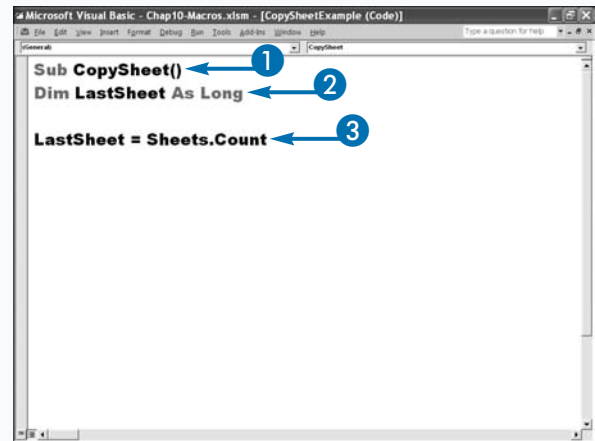 Microsoft Visual Basic - Chap10-Macros.xlsm - [CopySheetExample (Code)]
File Edit View Insert Format Debug Run Tools Add-Ins Window Help Type a question for help
(General) CopySheet
Sub CopySheet() 1
Dim LastSheet As Long 2
LastSheet = Sheets.Count 3